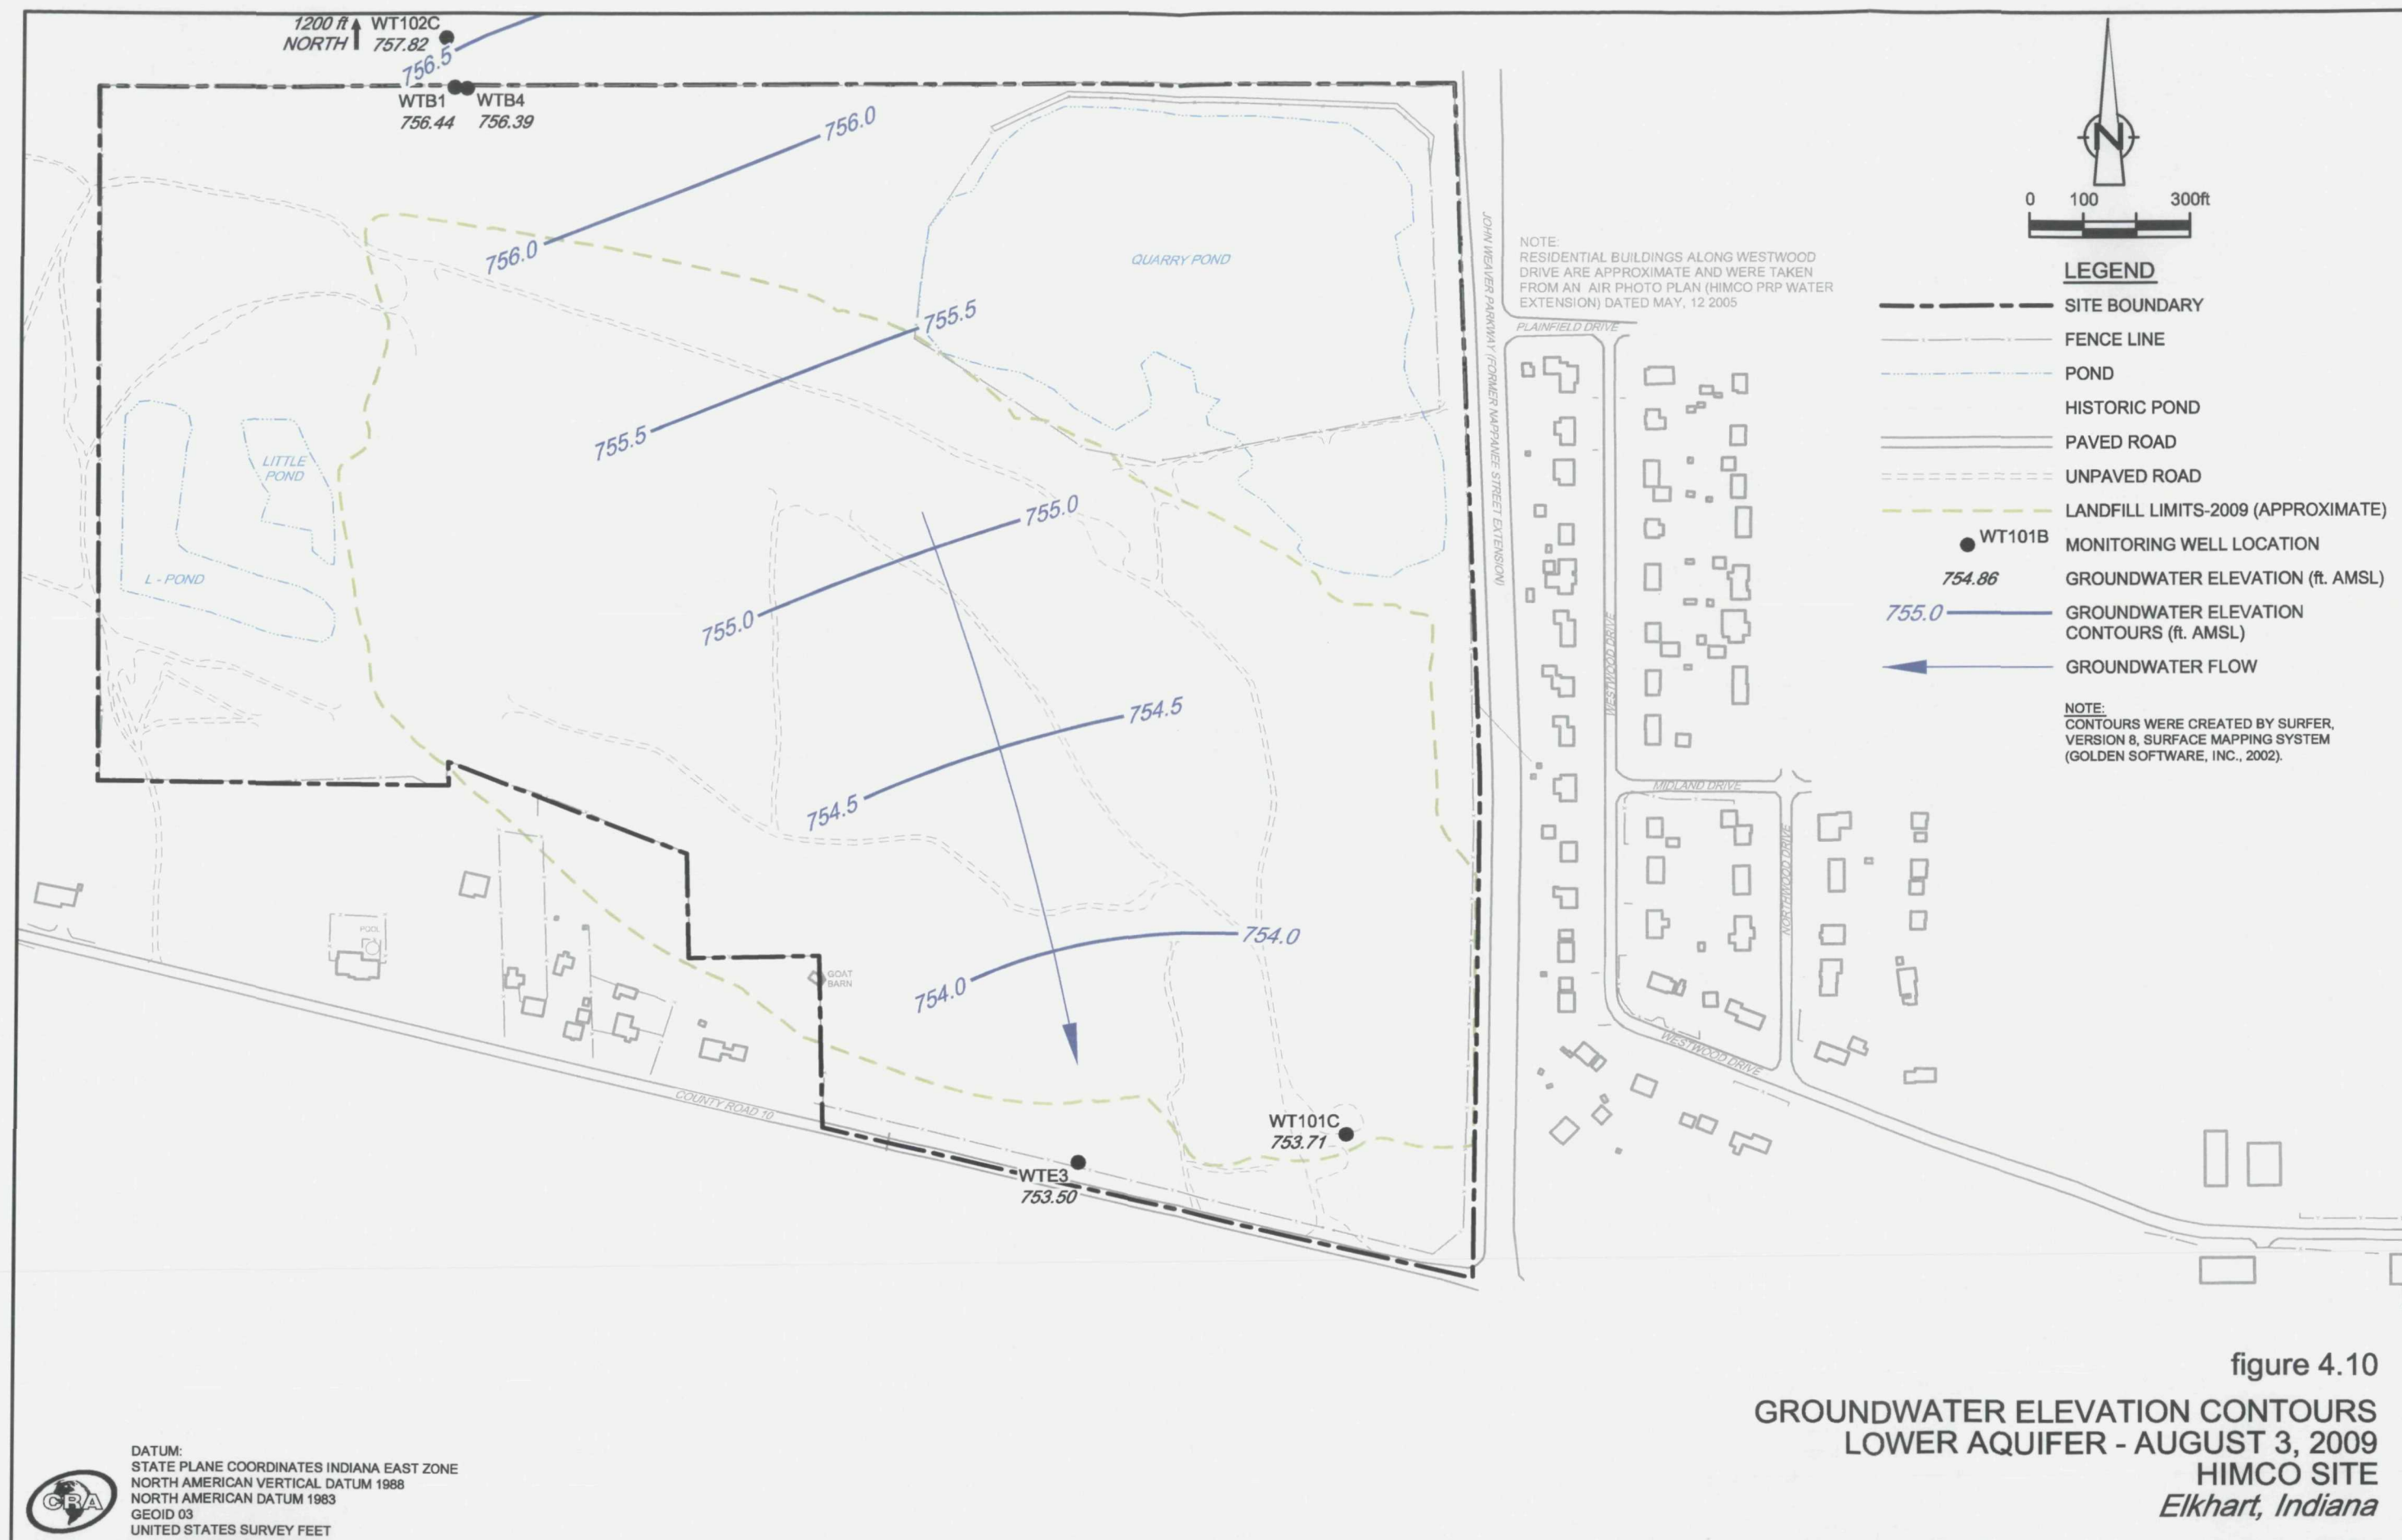 1200 ft WT102C
NORTH 757.82
756.5
WTB1 WTB4
756.44 756.39
756.0
756.0
QUARRY POND
755.5
755.5
LITTLE
POND
L - POND
755.0
755.0
754.5
754.5
754.0
754.0
POOL
GOAT
BARN
COUNTY ROAD 10
WT101C
753.71
WTE3
753.50
JOHN WEAVER PARKWAY (FORMER NAPPANEE STREET EXTENSION)
NOTE:
RESIDENTIAL BUILDINGS ALONG WESTWOOD
DRIVE ARE APPROXIMATE AND WERE TAKEN
FROM AN AIR PHOTO PLAN (HIMCO PRP WATER
EXTENSION) DATED MAY, 12 2005
PLAINFIELD DRIVE
WESTWOOD DRIVE
MIDLAND DRIVE
NORTHWOOD DRIVE
WESTWOOD DRIVE
N
0 100 300ft
LEGEND
SITE BOUNDARY
FENCE LINE
POND
HISTORIC POND
PAVED ROAD
UNPAVED ROAD
LANDFILL LIMITS-2009 (APPROXIMATE)
WT101B MONITORING WELL LOCATION
754.86 GROUNDWATER ELEVATION (ft. AMSL)
755.0 GROUNDWATER ELEVATION
CONTOURS (ft. AMSL)
GROUNDWATER FLOW
NOTE:
CONTOURS WERE CREATED BY SURFER,
VERSION 8, SURFACE MAPPING SYSTEM
(GOLDEN SOFTWARE, INC., 2002).
figure 4.10
GROUNDWATER ELEVATION CONTOURS
LOWER AQUIFER - AUGUST 3, 2009
HIMCO SITE
Elkhart, Indiana
CRA
DATUM:
STATE PLANE COORDINATES INDIANA EAST ZONE
NORTH AMERICAN VERTICAL DATUM 1988
NORTH AMERICAN DATUM 1983
GEOID 03
UNITED STATES SURVEY FEET